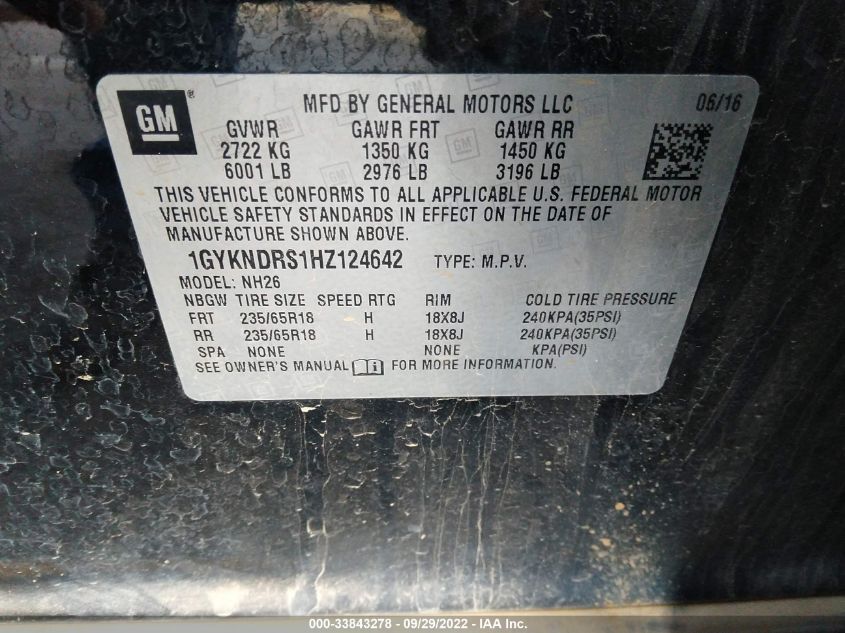 GM ®
MFD BY GENERAL MOTORS LLC 06/16
GVWR GAWR FRT GAWR RR
2722 KG 1350 KG 1450 KG
6001 LB 2976 LB 3196 LB
THIS VEHICLE CONFORMS TO ALL APPLICABLE U.S. FEDERAL MOTOR
VEHICLE SAFETY STANDARDS IN EFFECT ON THE DATE OF
MANUFACTURE SHOWN ABOVE.
1GYKNDRS1HZ124642 TYPE: M.P.V.
MODEL: NH26
NBGW TIRE SIZE SPEED RTG RIM COLD TIRE PRESSURE
FRT 235/65R18 H 18X8J 240KPA(35PSI)
RR 235/65R18 H 18X8J 240KPA(35PSI)
SPA NONE NONE KPA(PSI)
SEE OWNER'S MANUAL FOR MORE INFORMATION.
000-33843278 - 09/29/2022 - IAA Inc.